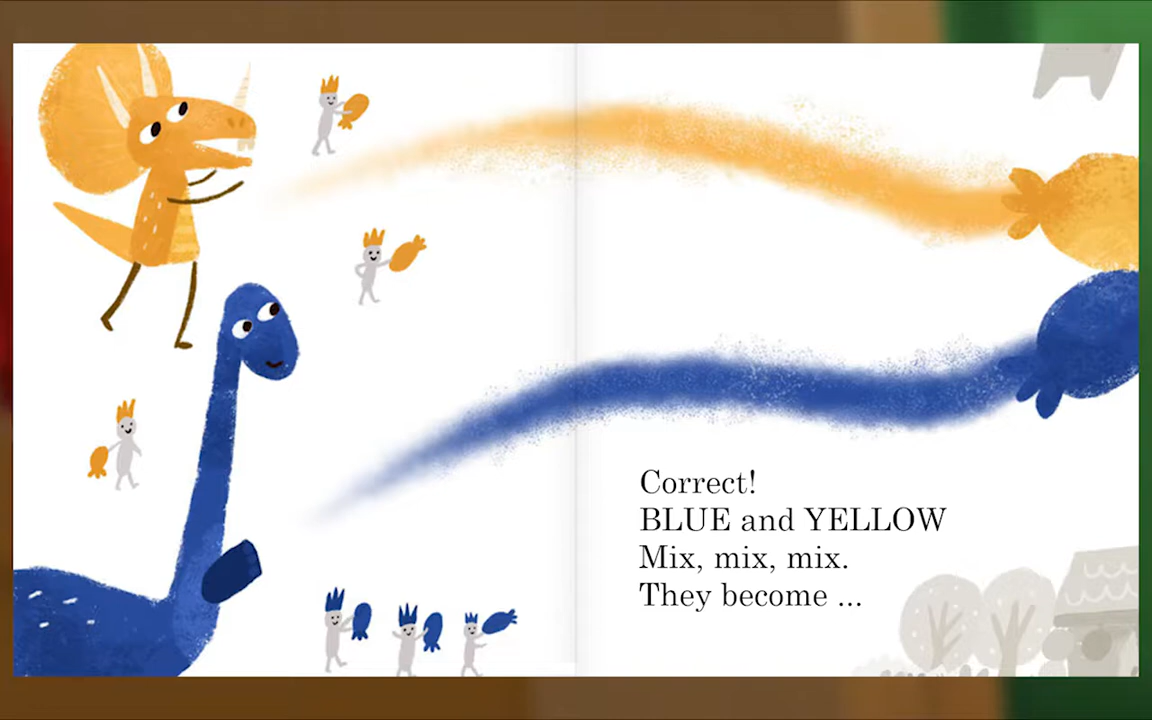 Correct!
BLUE and YELLOW
Mix, mix, mix.
They become ...